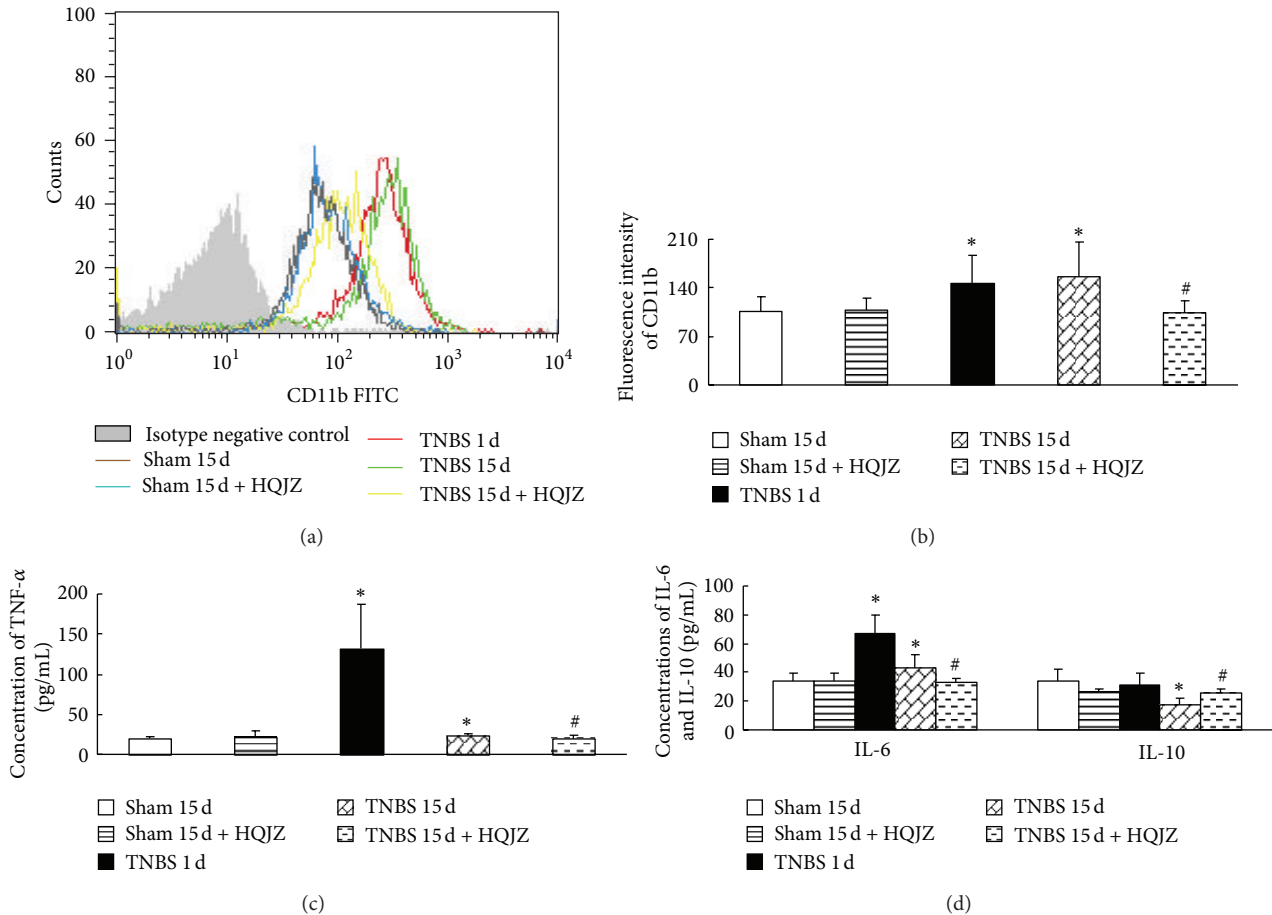 100
80
60
40
20
0
Counts
10^0
10^1
10^2
10^3
10^4
CD11b FITC
Isotype negative control
Sham 15 d
Sham 15 d + HQJZ
TNBS 1 d
TNBS 15 d
TNBS 15 d + HQJZ
(a)
Fluorescence intensity
of CD11b
210
140
70
0
*
*
#
Sham 15 d
Sham 15 d + HQJZ
TNBS 1 d
TNBS 15 d
TNBS 15 d + HQJZ
(b)
Concentration of TNF-α
(pg/mL)
200
150
100
50
0
*
*
#
Sham 15 d
Sham 15 d + HQJZ
TNBS 1 d
TNBS 15 d
TNBS 15 d + HQJZ
(c)
Concentrations of IL-6
and IL-10 (pg/mL)
100
80
60
40
20
0
*
*
#
*
#
IL-6
IL-10
Sham 15 d
Sham 15 d + HQJZ
TNBS 1 d
TNBS 15 d
TNBS 15 d + HQJZ
(d)